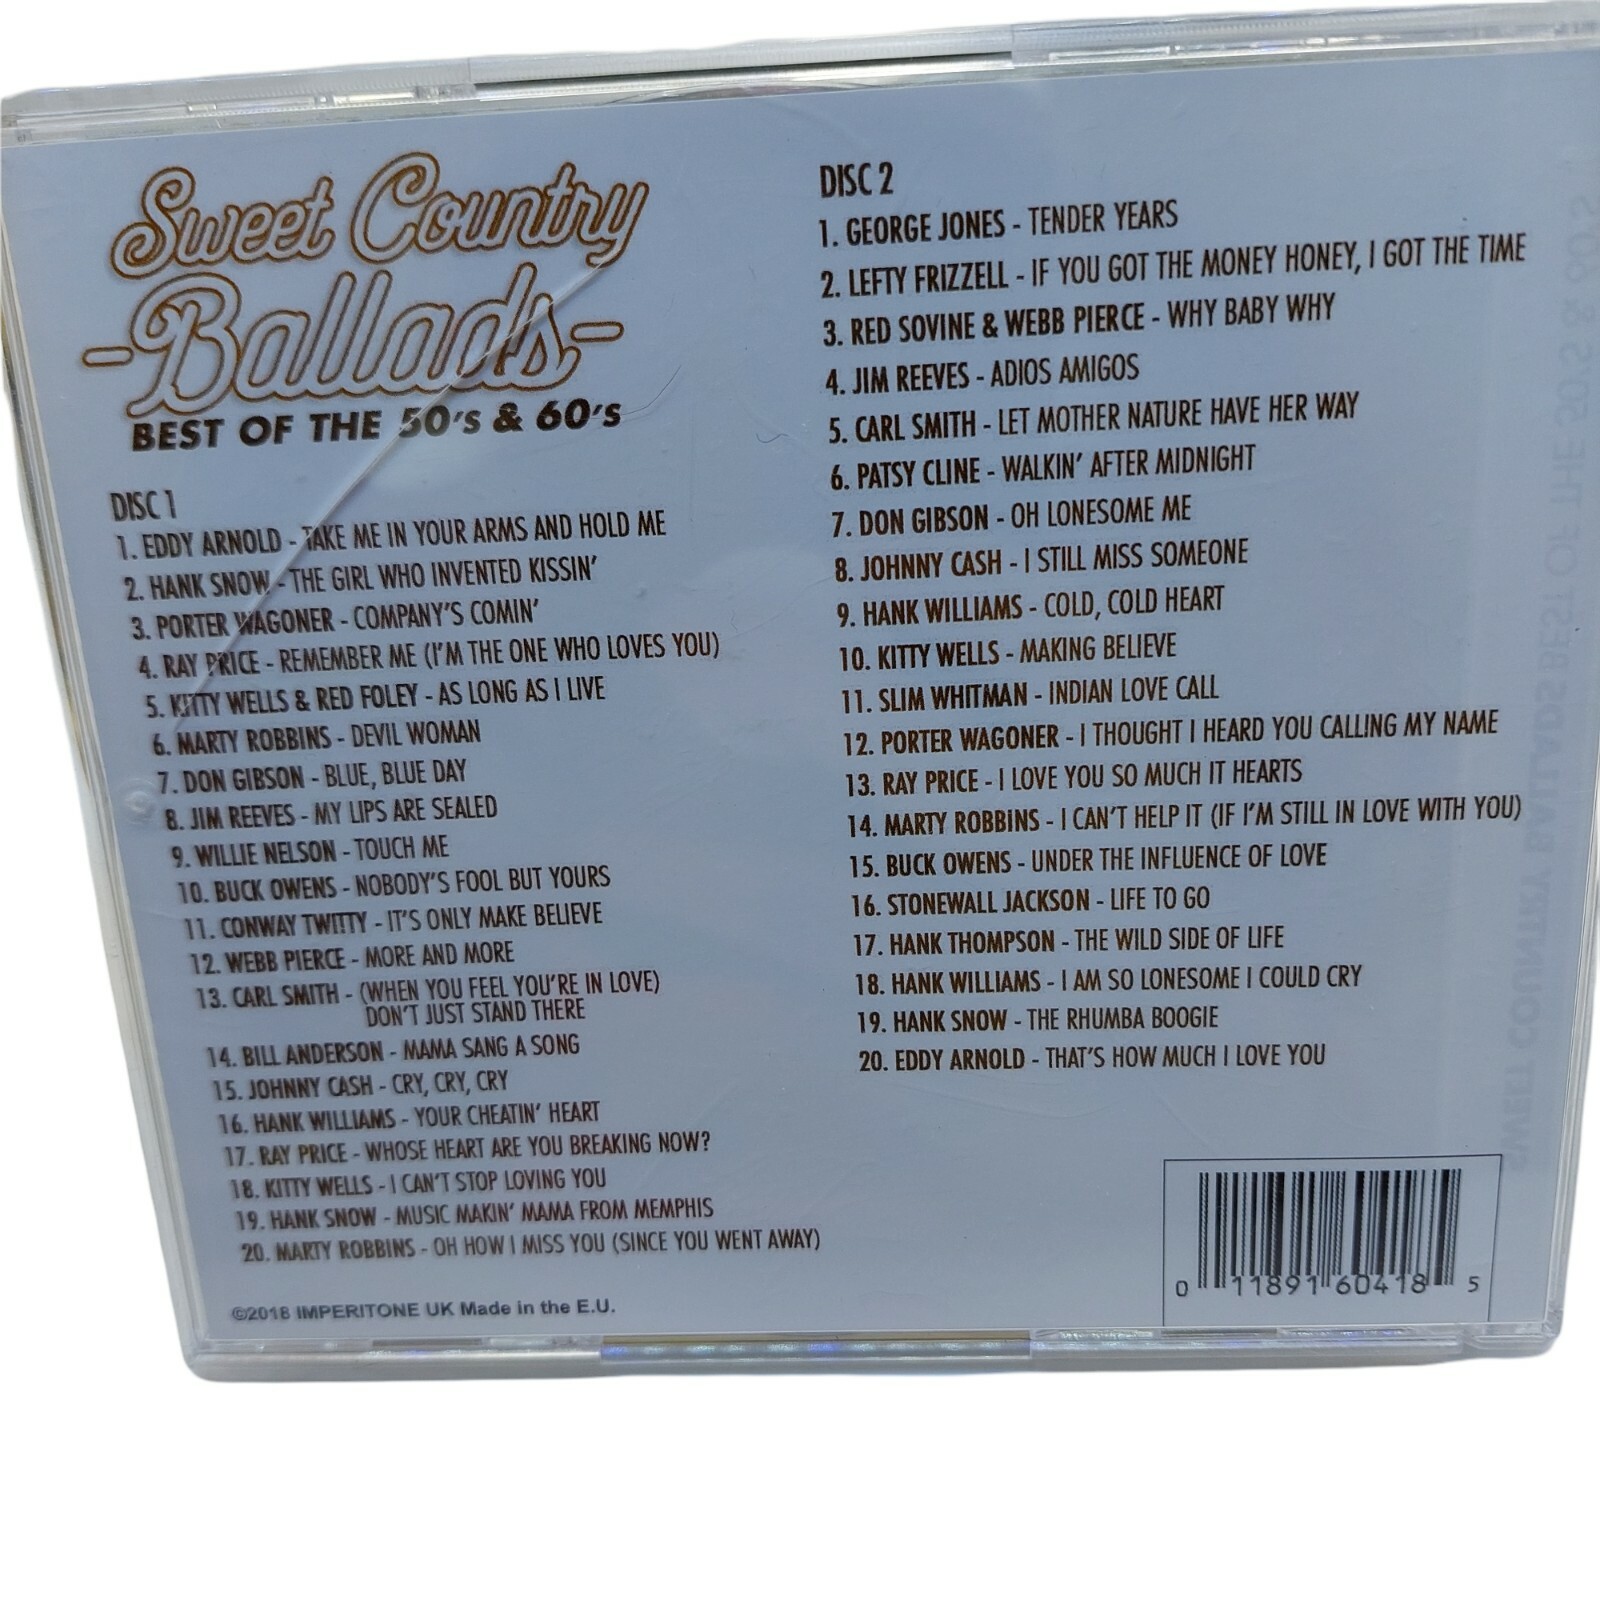 Sweet Country
-Ballads-
BEST OF THE 50's & 60's
DISC 1
1. EDDY ARNOLD - TAKE ME IN YOUR ARMS AND HOLD ME
2. HANK SNOW - THE GIRL WHO INVENTED KISSIN'
3. PORTER WAGONER - COMPANY'S COMIN'
4. RAY PRICE - REMEMBER ME (I'M THE ONE WHO LOVES YOU)
5. KITTY WELLS & RED FOLEY - AS LONG AS I LIVE
6. MARTY ROBBINS - DEVIL WOMAN
7. DON GIBSON - BLUE, BLUE DAY
8. JIM REEVES - MY LIPS ARE SEALED
9. WILLIE NELSON - TOUCH ME
10. BUCK OWENS - NOBODY'S FOOL BUT YOURS
11. CONWAY TWITTY - IT'S ONLY MAKE BELIEVE
12. WEBB PIERCE - MORE AND MORE
13. CARL SMITH - (WHEN YOU FEEL YOU'RE IN LOVE)
DON'T JUST STAND THERE
14. BILL ANDERSON - MAMA SANG A SONG
15. JOHNNY CASH - CRY, CRY, CRY
16. HANK WILLIAMS - YOUR CHEATIN' HEART
17. RAY PRICE - WHOSE HEART ARE YOU BREAKING NOW?
18. KITTY WELLS - I CAN'T STOP LOVING YOU
19. HANK SNOW - MUSIC MAKIN' MAMA FROM MEMPHIS
20. MARTY ROBBINS - OH HOW I MISS YOU (SINCE YOU WENT AWAY)
©2018 IMPERITONE UK Made in the E.U.
DISC 2
1. GEORGE JONES - TENDER YEARS
2. LEFTY FRIZZELL - IF YOU GOT THE MONEY HONEY, I GOT THE TIME
3. RED SOVINE & WEBB PIERCE - WHY BABY WHY
4. JIM REEVES - ADIOS AMIGOS
5. CARL SMITH - LET MOTHER NATURE HAVE HER WAY
6. PATSY CLINE - WALKIN' AFTER MIDNIGHT
7. DON GIBSON - OH LONESOME ME
8. JOHNNY CASH - I STILL MISS SOMEONE
9. HANK WILLIAMS - COLD, COLD HEART
10. KITTY WELLS - MAKING BELIEVE
11. SLIM WHITMAN - INDIAN LOVE CALL
12. PORTER WAGONER - I THOUGHT I HEARD YOU CALLING MY NAME
13. RAY PRICE - I LOVE YOU SO MUCH IT HEARTS
14. MARTY ROBBINS - I CAN'T HELP IT (IF I'M STILL IN LOVE WITH YOU)
15. BUCK OWENS - UNDER THE INFLUENCE OF LOVE
16. STONEWALL JACKSON - LIFE TO GO
17. HANK THOMPSON - THE WILD SIDE OF LIFE
18. HANK WILLIAMS - I AM SO LONESOME I COULD CRY
19. HANK SNOW - THE RHUMBA BOOGIE
20. EDDY ARNOLD - THAT'S HOW MUCH I LOVE YOU
0 11891 60418 5
SWEET COUNTRY BALLADS BEST OF THE 50'S & 60'S